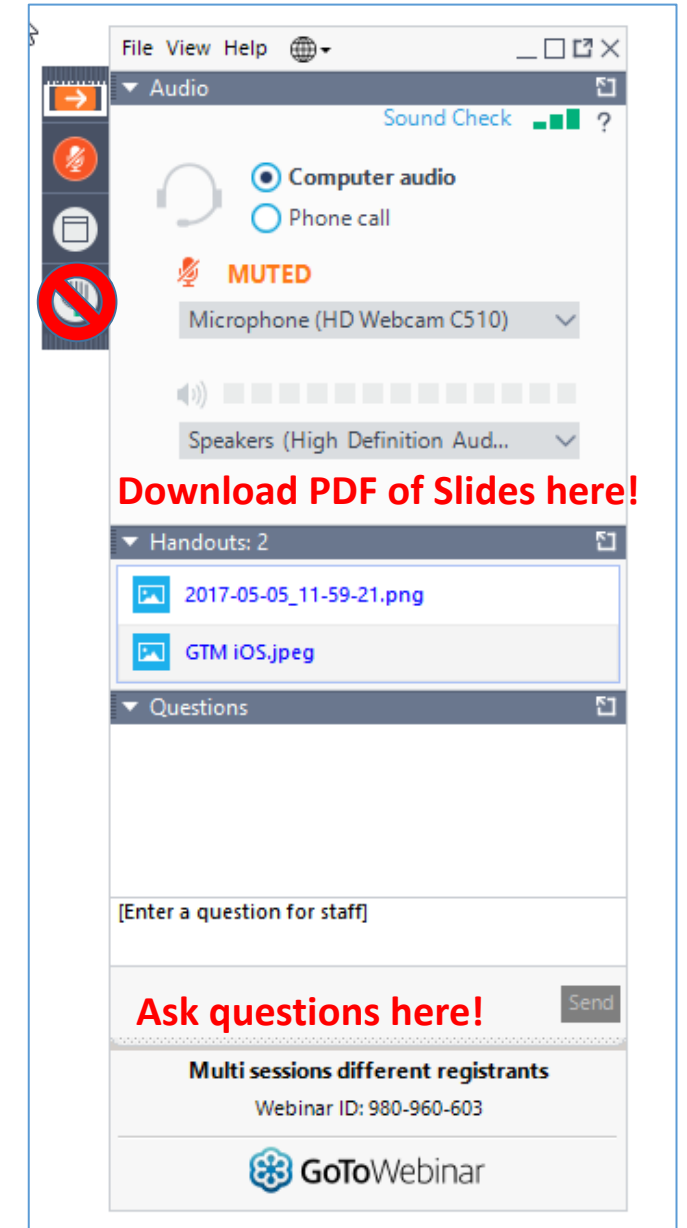 File View Help
Audio
Sound Check ?
Computer audio
Phone call
MUTED
Microphone (HD Webcam C510)
Speakers (High Definition Aud...
Download PDF of Slides here!
Handouts: 2
2017-05-05_11-59-21.png
GTM iOS.jpeg
Questions
[Enter a question for staff]
Ask questions here!
Send
Multi sessions different registrants
Webinar ID: 980-960-603
GoToWebinar